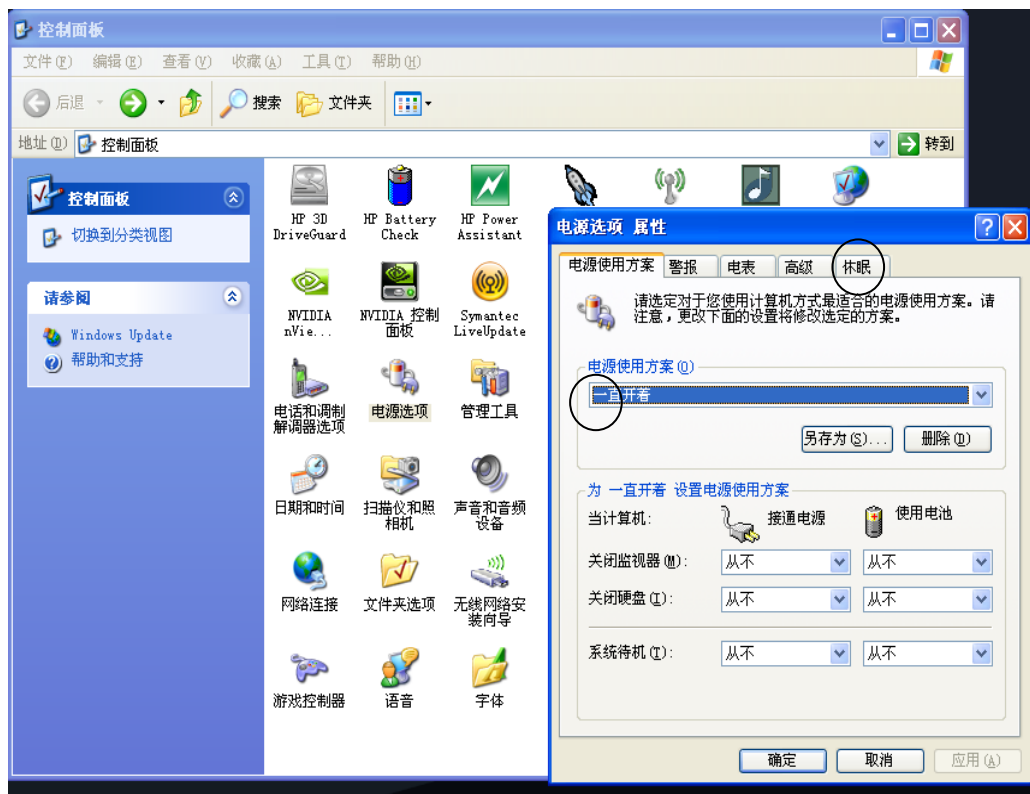 控制面板
文件(F) 编辑(E) 查看(V) 收藏(A) 工具(T) 帮助(H)
后退 搜索 文件夹
地址(D) 控制面板 转到
控制面板
切换到分类视图
请参阅
Windows Update
帮助和支持
HP 3D DriveGuard
HP Battery Check
HP Power Assistant
NVIDIA nVie...
NVIDIA 控制面板
Symantec LiveUpdate
电话和调制解调器选项
电源选项
管理工具
日期和时间
扫描仪和照相机
声音和音频设备
网络连接
文件夹选项
无线网络安装向导
游戏控制器
语音
字体
电源选项 属性
电源使用方案 警报 电表 高级 休眠
请选定对于您使用计算机方式最适合的电源使用方案。请
注意，更改下面的设置将修改选定的方案。
电源使用方案(O)
一直开着
另存为(S)... 删除(D)
为 一直开着 设置电源使用方案
当计算机: 接通电源 使用电池
关闭监视器(M): 从不 从不
关闭硬盘(I): 从不 从不
系统待机(T): 从不 从不
确定 取消 应用(A)